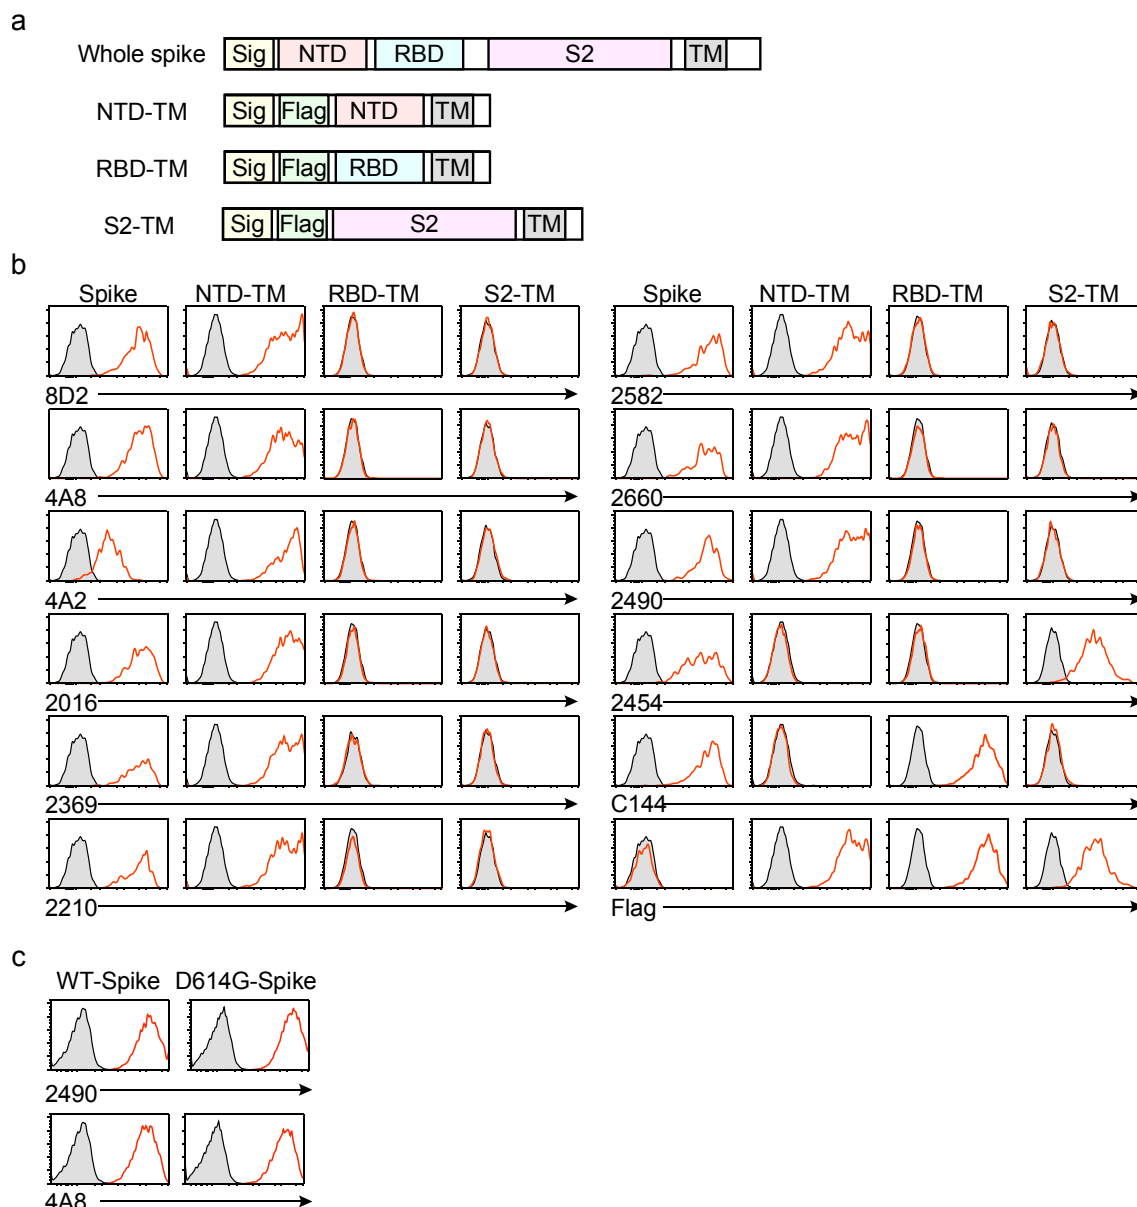 a
Whole spike Sig NTD RBD S2 TM
NTD-TM Sig Flag NTD TM
RBD-TM Sig Flag RBD TM
S2-TM Sig Flag S2 TM
b
Spike NTD-TM RBD-TM S2-TM Spike NTD-TM RBD-TM S2-TM
8D2 2582
4A8 2660
4A2 2490
2016 2454
2369 C144
2210 Flag
c
WT-Spike D614G-Spike
2490
4A8